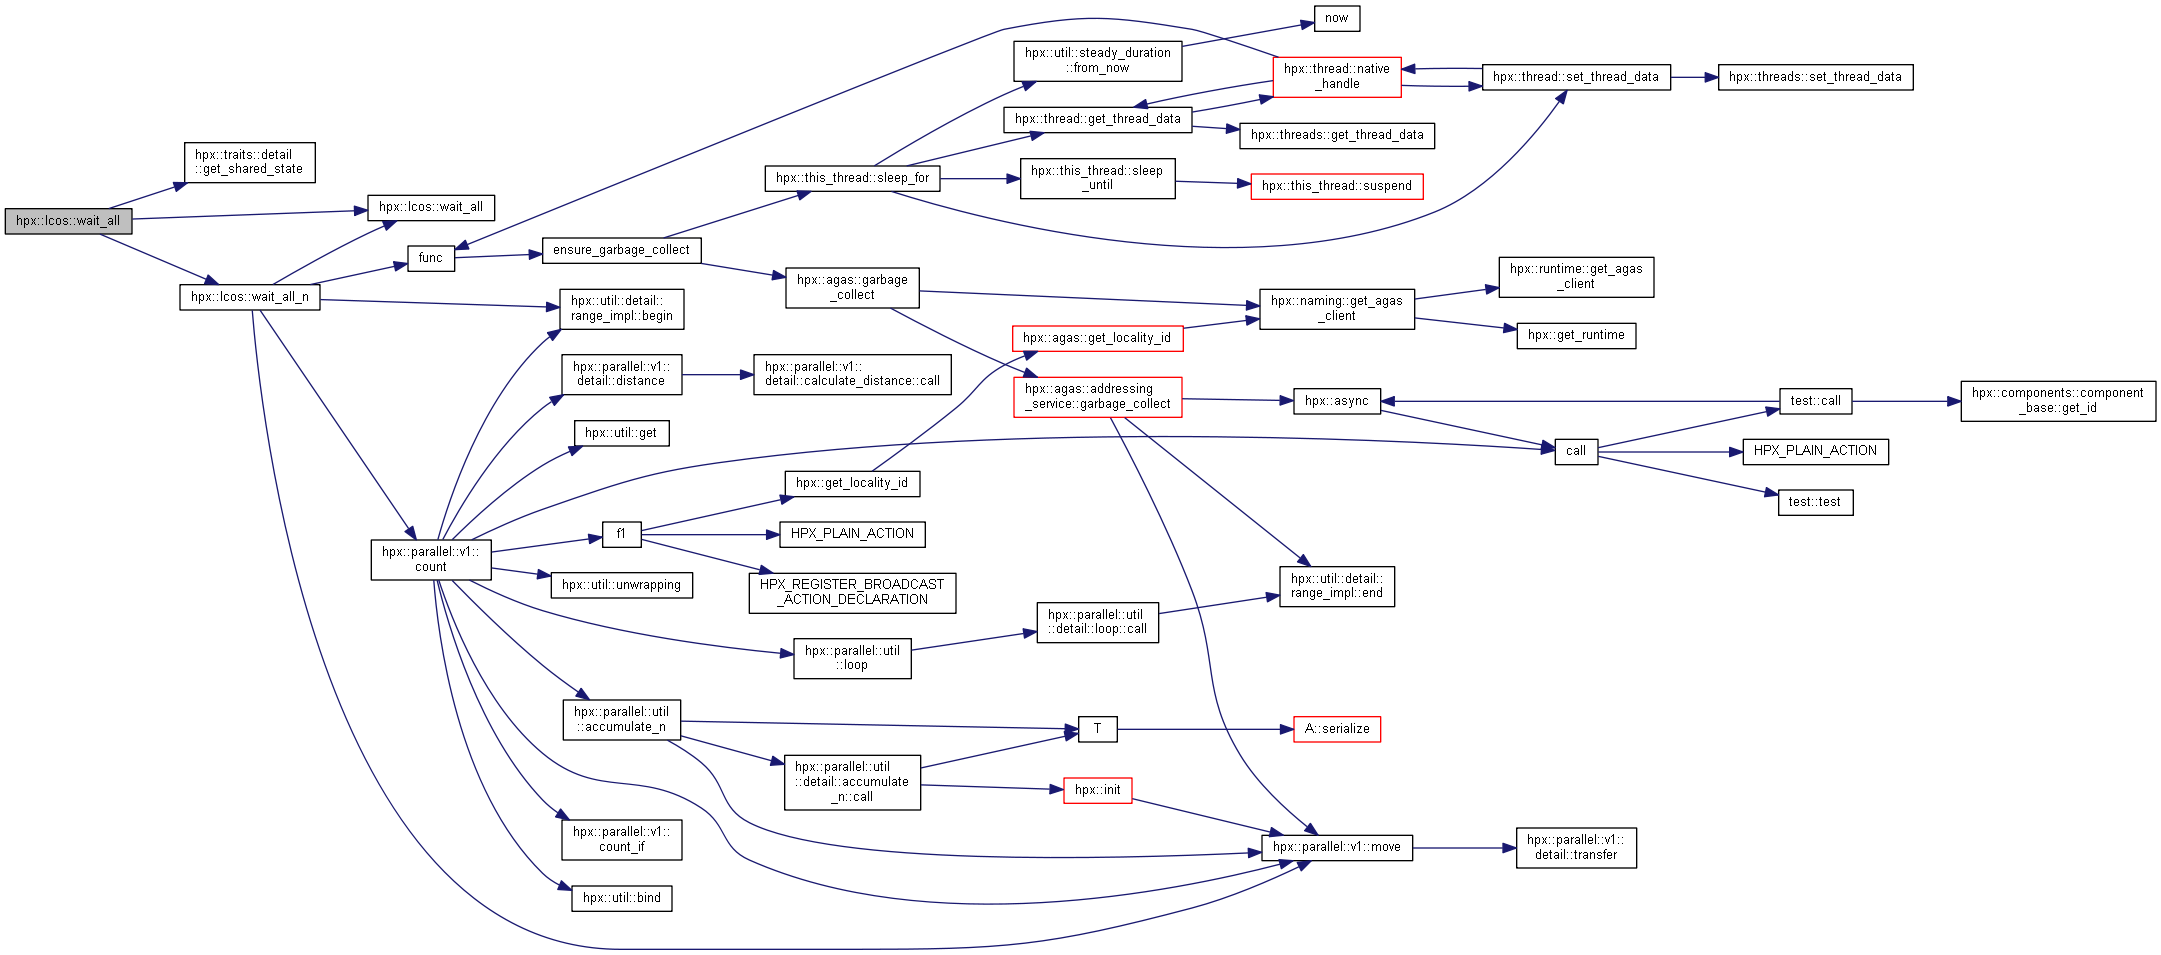 hpx::lcos::wait_all
hpx::traits::detail
::get_shared_state
hpx::lcos::wait_all
hpx::lcos::wait_all_n
func
hpx::parallel::v1::
count
ensure_garbage_collect
hpx::util::detail::
range_impl::begin
hpx::parallel::v1::
detail::distance
hpx::util::get
f1
hpx::util::unwrapping
hpx::parallel::util
::accumulate_n
hpx::parallel::v1::
count_if
hpx::util::bind
hpx::this_thread::sleep_for
hpx::agas::garbage
_collect
hpx::parallel::v1::
detail::calculate_distance::call
hpx::get_locality_id
HPX_PLAIN_ACTION
HPX_REGISTER_BROADCAST
_ACTION_DECLARATION
hpx::parallel::util
::loop
hpx::parallel::util
::detail::accumulate
_n::call
hpx::util::steady_duration
::from_now
hpx::thread::get_thread_data
hpx::this_thread::sleep
_until
hpx::agas::get_locality_id
hpx::agas::addressing
_service::garbage_collect
hpx::parallel::util
::detail::loop::call
T
hpx::init
now
hpx::thread::native
_handle
hpx::threads::get_thread_data
hpx::this_thread::suspend
hpx::naming::get_agas
_client
hpx::async
hpx::util::detail::
range_impl::end
A::serialize
hpx::parallel::v1::move
hpx::thread::set_thread_data
hpx::runtime::get_agas
_client
hpx::get_runtime
call
hpx::parallel::v1::
detail::transfer
hpx::threads::set_thread_data
test::call
HPX_PLAIN_ACTION
test::test
hpx::components::component
_base::get_id